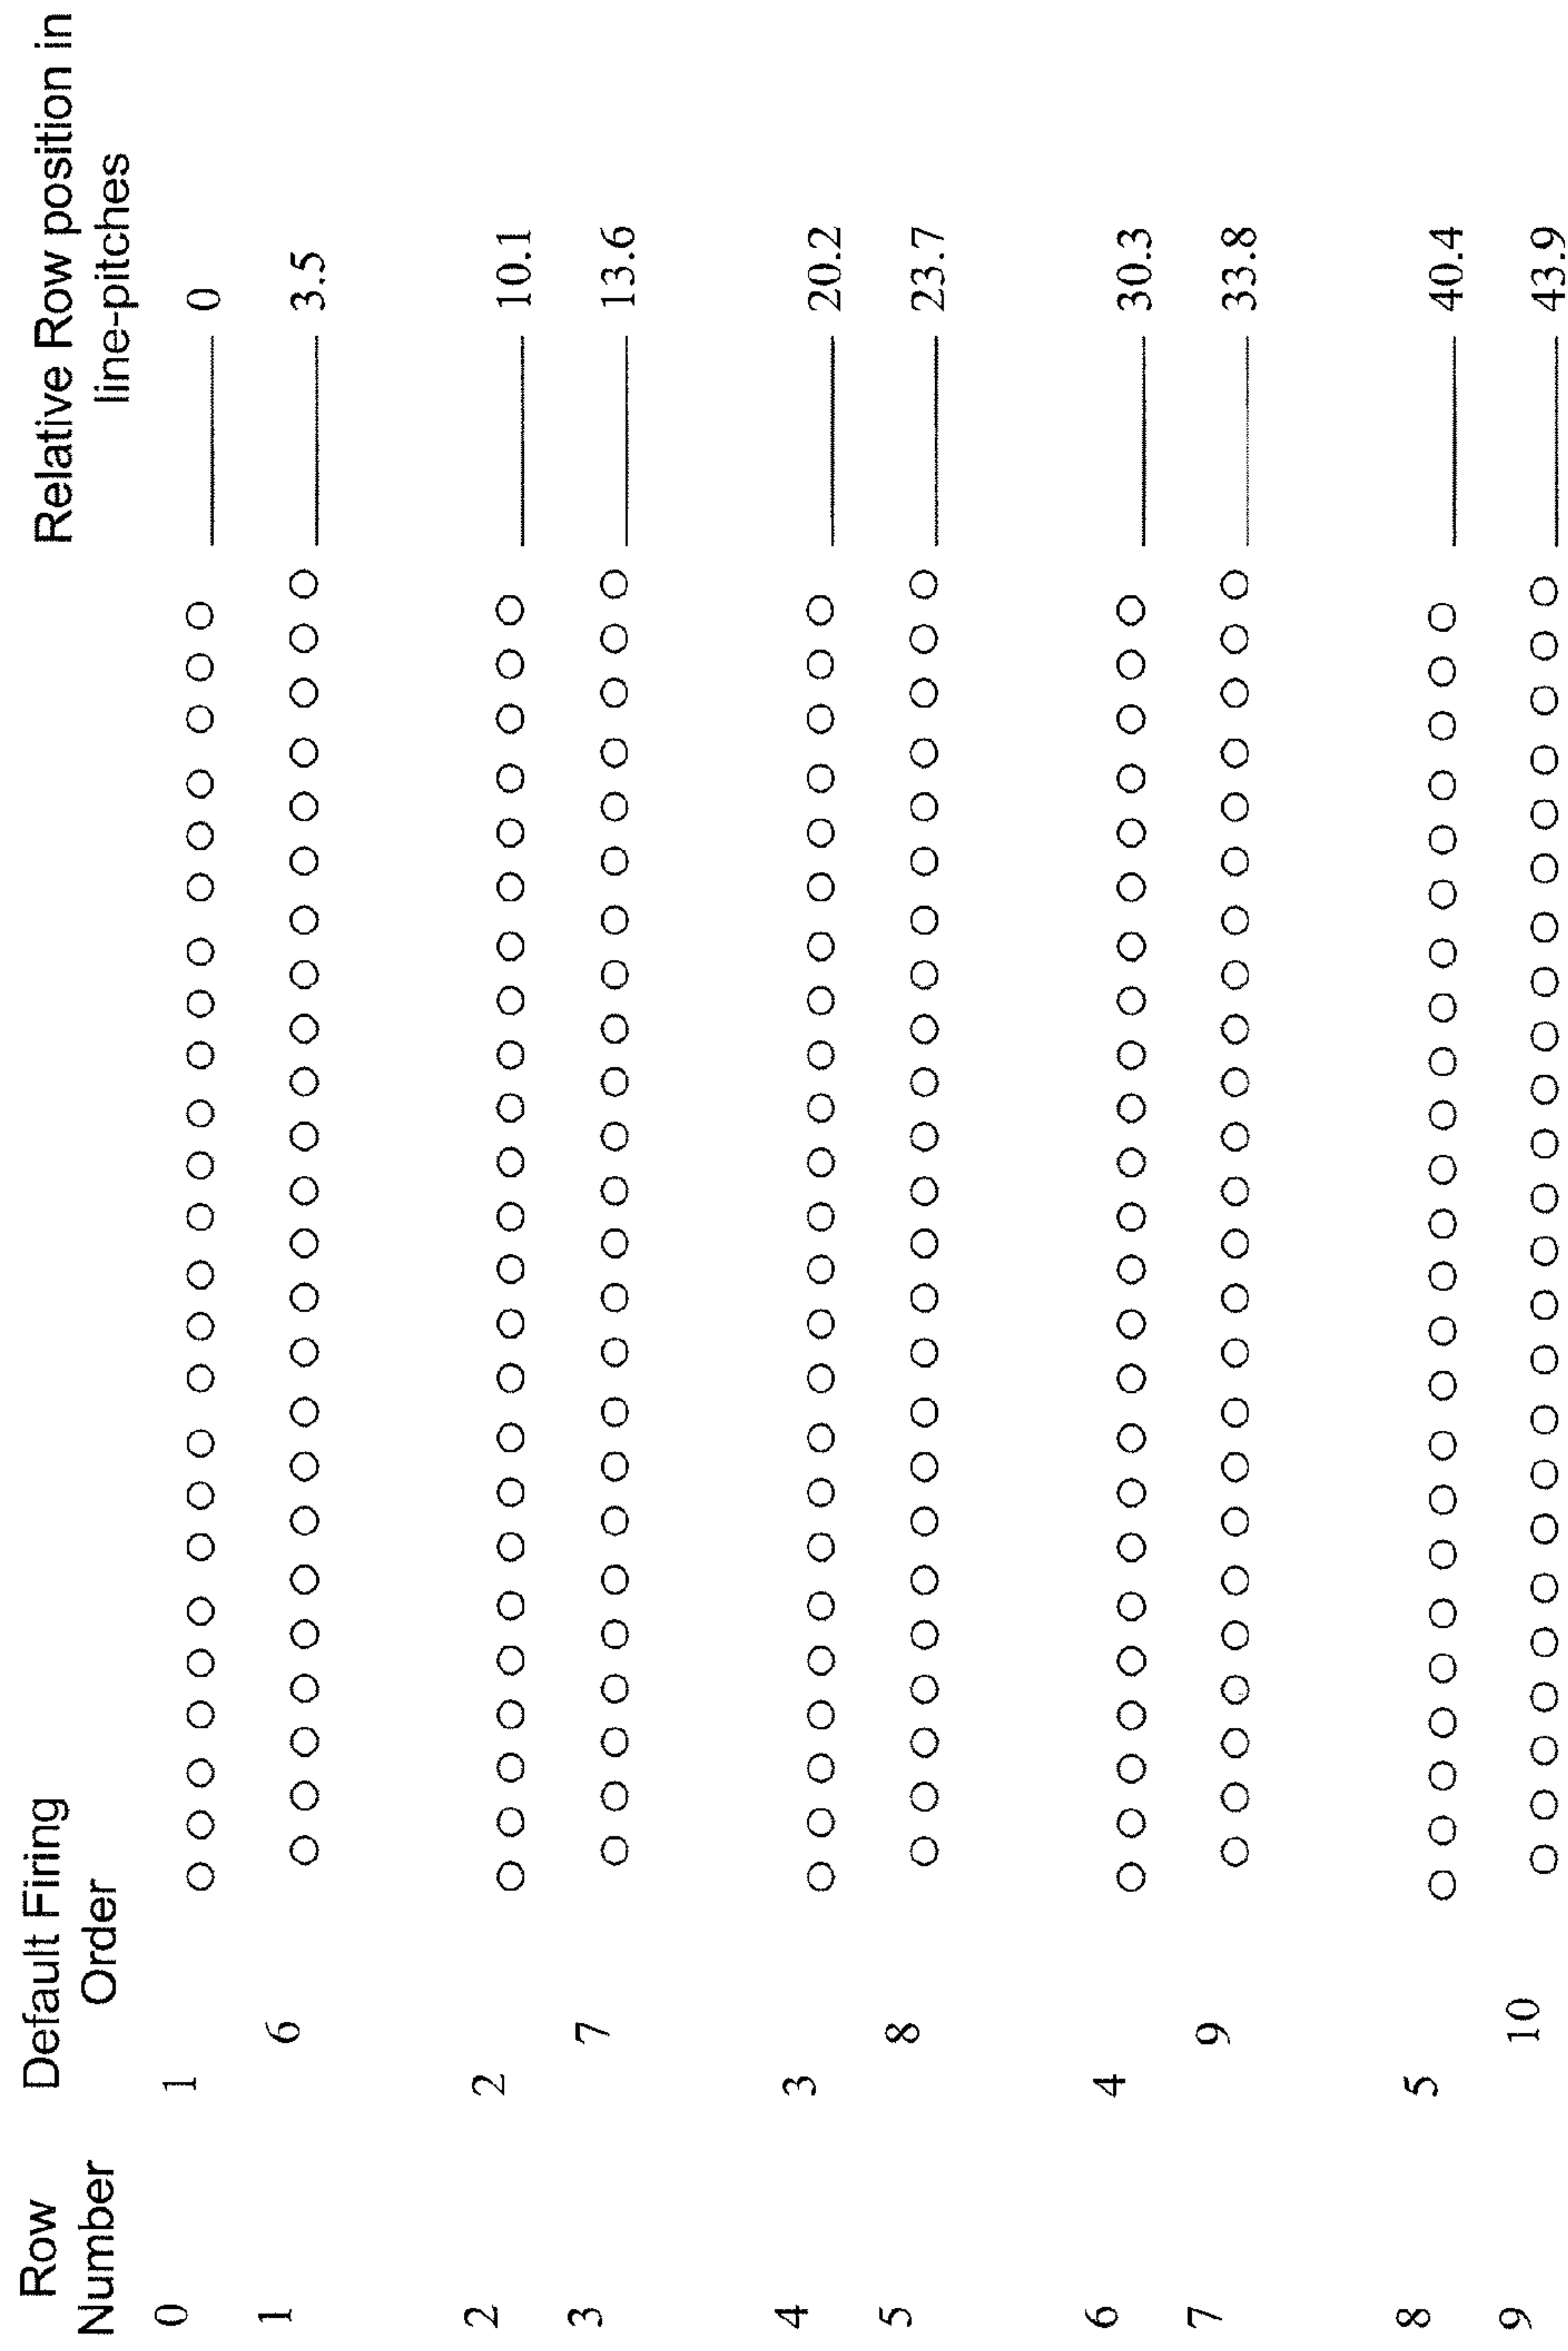 Row Number Default Firing Order Relative Row position in line-pitches
0 1 0
1 6 3.5
2 2 10.1
3 7 13.6
4 3 20.2
5 8 23.7
6 4 30.3
7 9 33.8
8 5 40.4
9 10 43.9